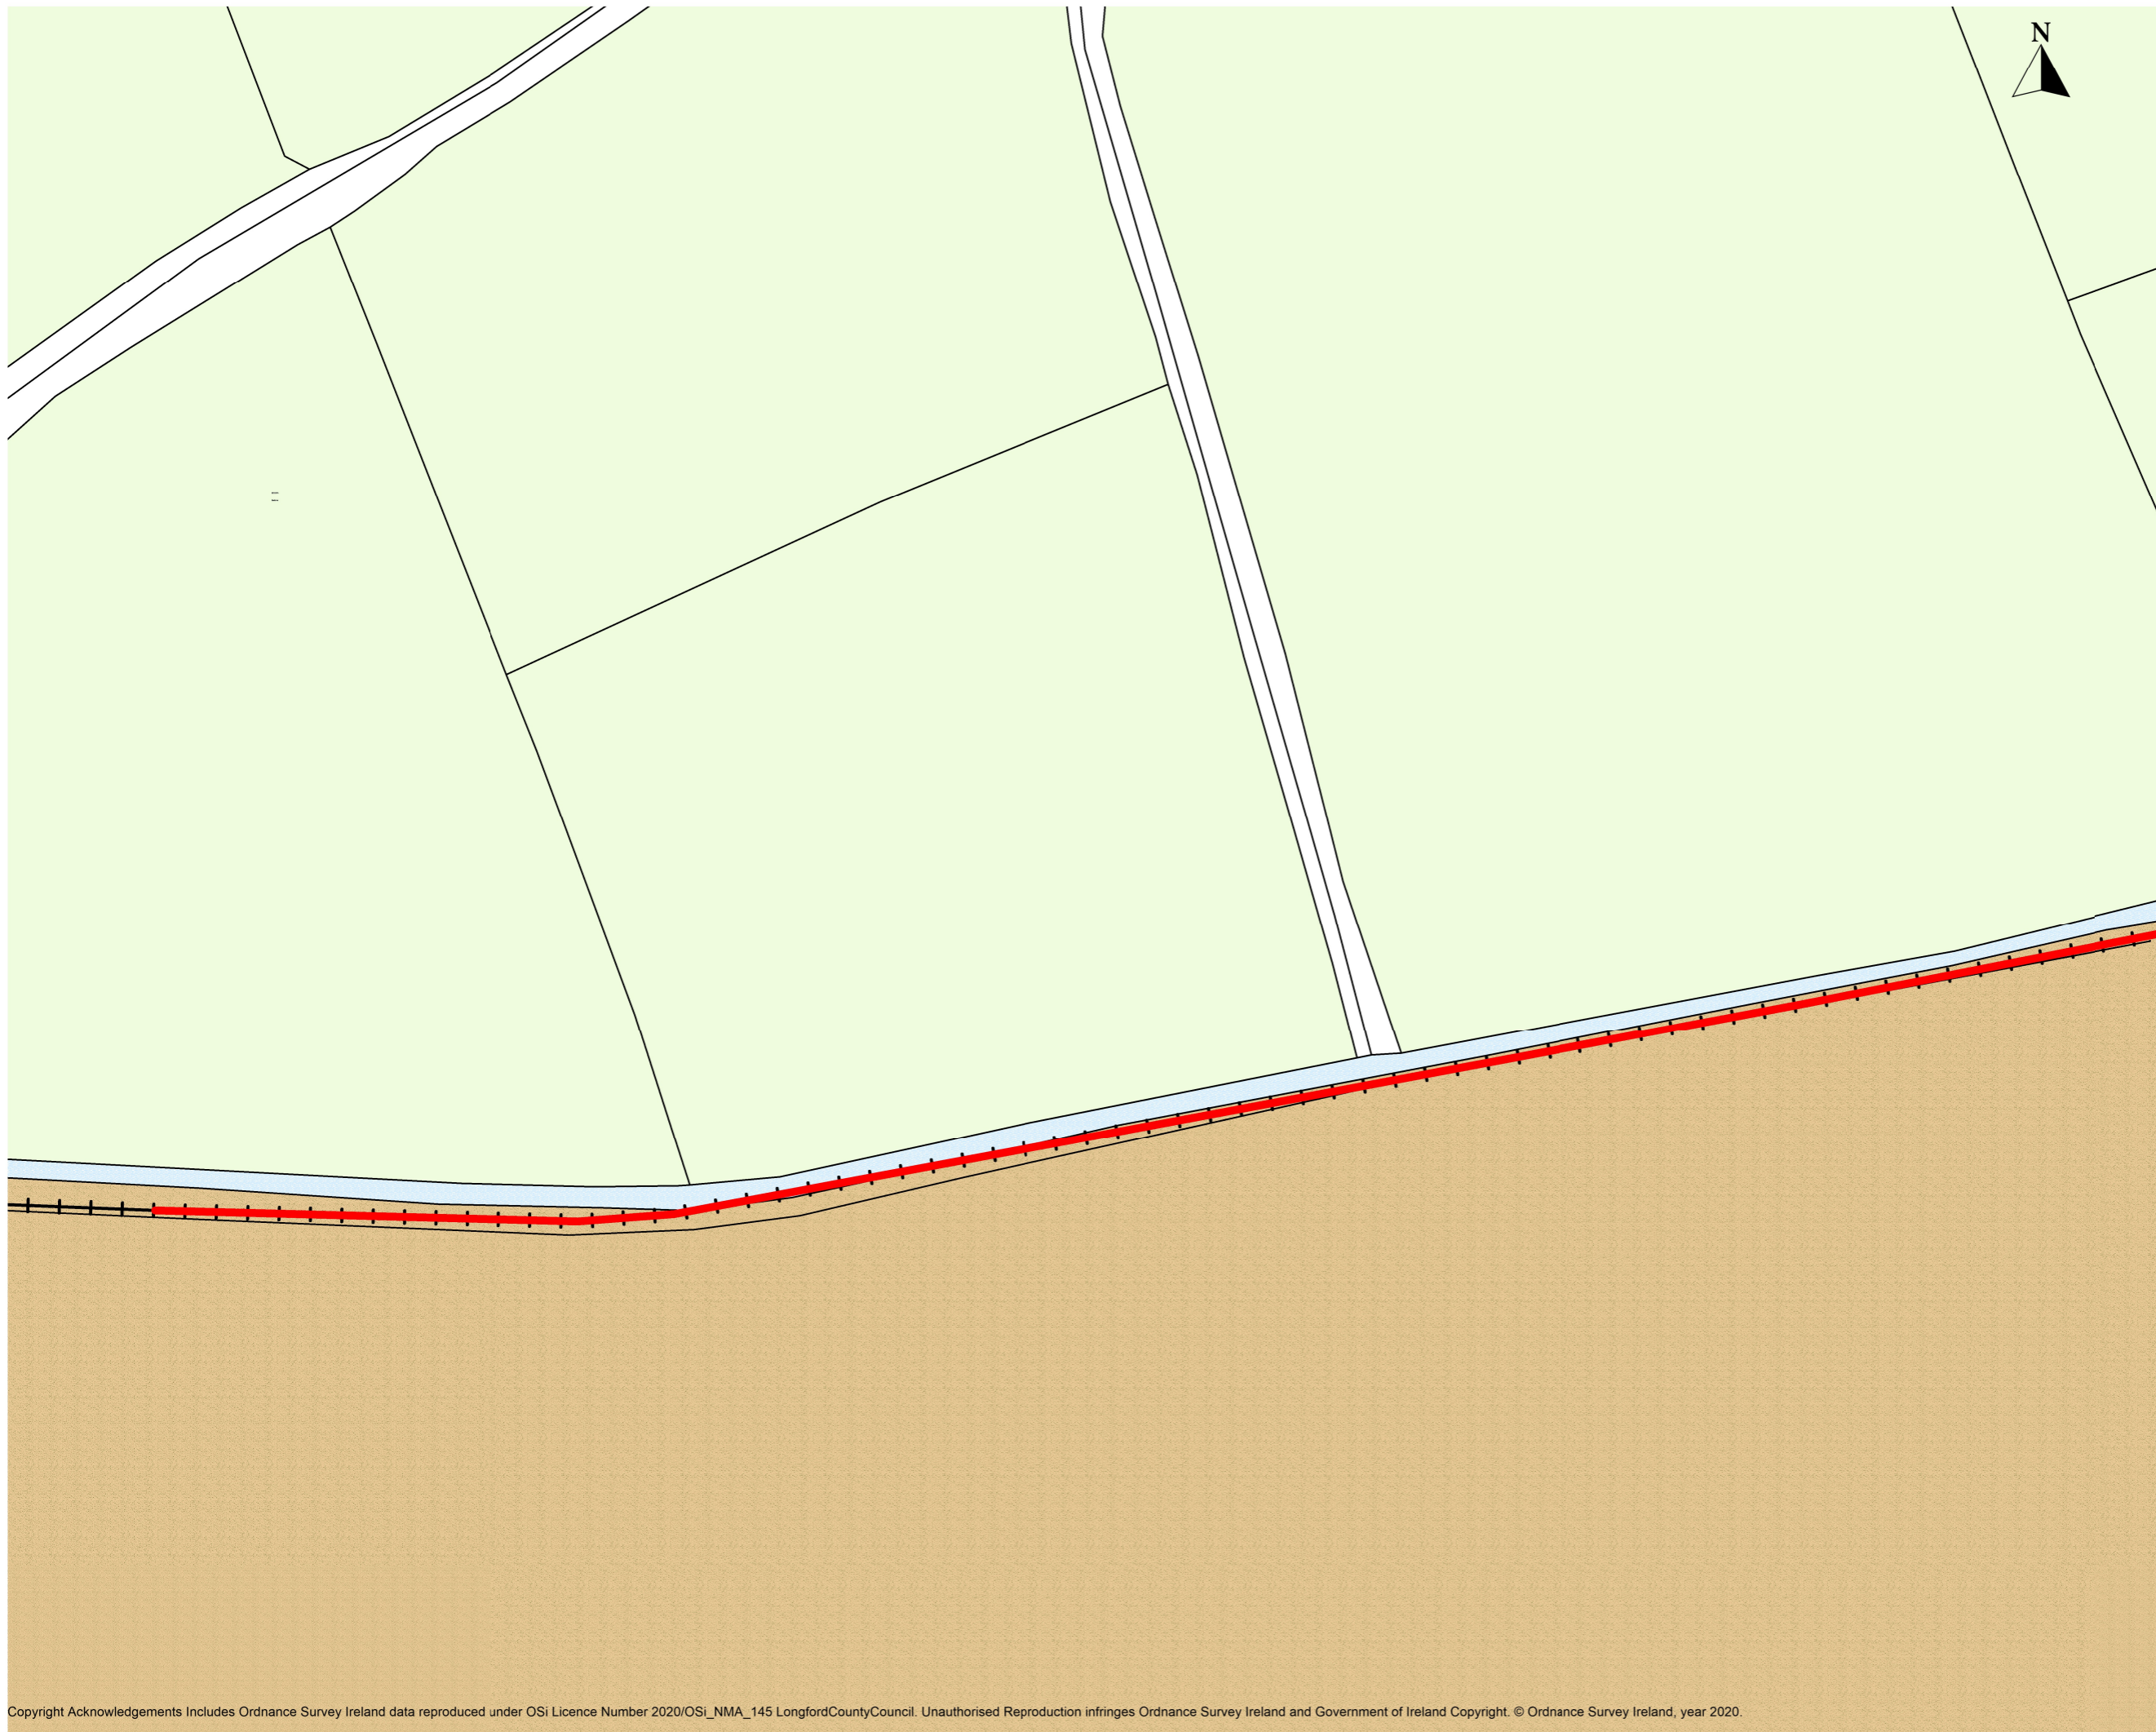 N
Copyright Acknowledgements Includes Ordnance Survey Ireland data reproduced under OSi Licence Number 2020/OSi_NMA_145 LongfordCountyCouncil. Unauthorised Reproduction infringes Ordnance Survey Ireland and Government of Ireland Copyright. © Ordnance Survey Ireland, year 2020.